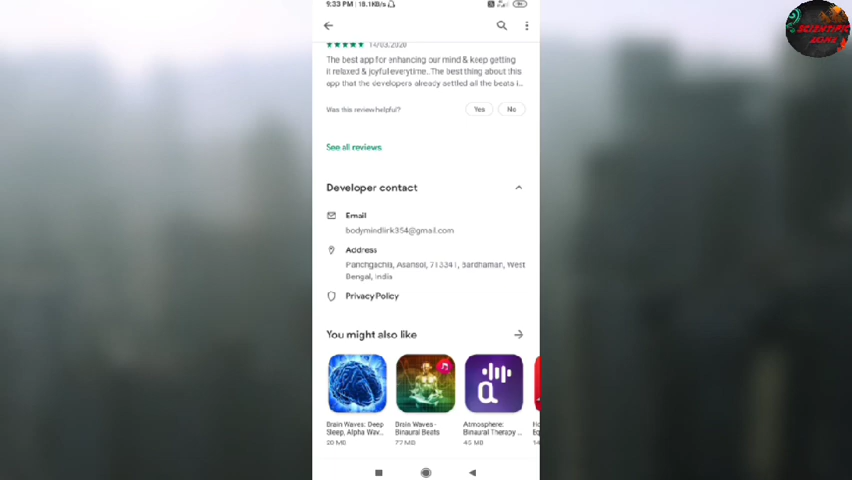 9:33 PM | 18.1KB/s
14/03/2020
The best app for enhancing our mind & keep getting
it relaxed & joyful everytime..The best thing about this
app that the developers already settled all the beats i...
Was this review helpful?
Yes
No
See all reviews
Developer contact
Email
bodymindlink354@gmail.com
Address
Panchgachia, Asansol, 713341, Bardhaman, West
Bengal, India
Privacy Policy
You might also like
Brain Waves: Deep
Sleep, Alpha Wav...
Brain Waves -
Binaural Beats
Atmosphere:
Binaural Therapy ...
20 MB
77 MB
45 MB
SCIENTIFIC